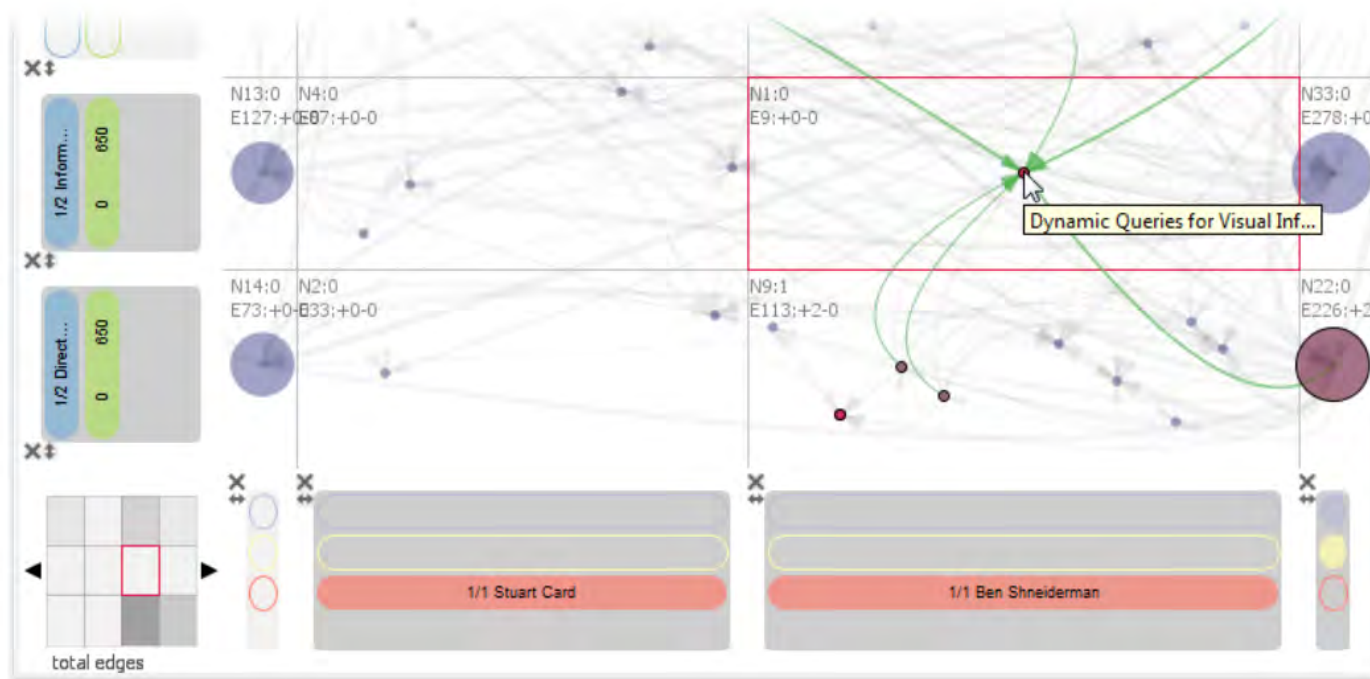 N13:0 N4:0 N1:0 N33:0
E127:+0-0 E67:+0-0 E9:+0-0 E278:+0
1/2 Inform... 0 650
Dynamic Queries for Visual Inf...
N14:0 N2:0 N9:1 N22:0
E73:+0-0 E33:+0-0 E113:+2-0 E226:+2
1/2 Direct... 0 650
1/1 Stuart Card 1/1 Ben Shneiderman
total edges